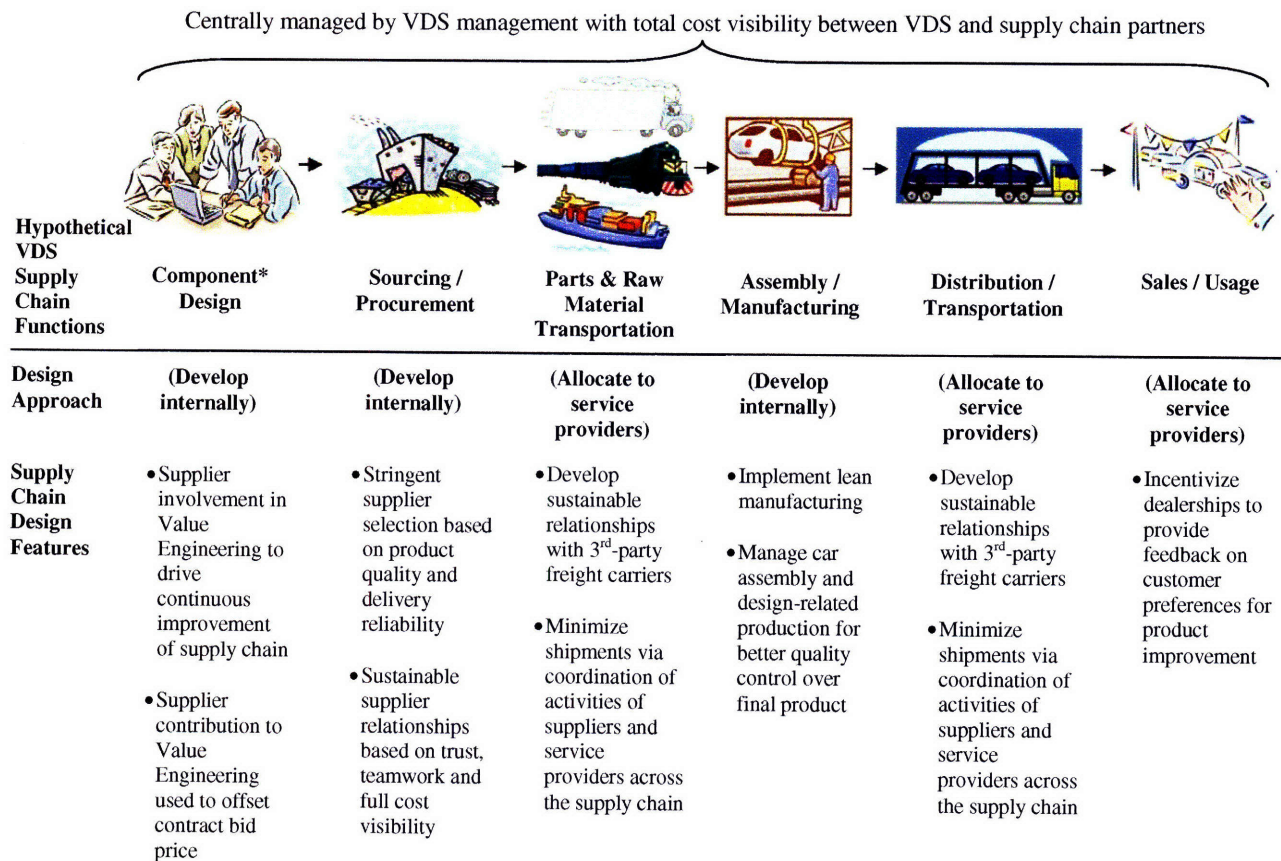 Centrally managed by VDS management with total cost visibility between VDS and supply chain partners
Hypothetical
VDS
Supply
Chain
Functions
Component*
Design
Sourcing /
Procurement
Parts & Raw
Material
Transportation
Assembly /
Manufacturing
Distribution /
Transportation
Sales / Usage
Design
Approach
(Develop
internally)
(Develop
internally)
(Allocate to
service
providers)
(Develop
internally)
(Allocate to
service
providers)
(Allocate to
service
providers)
Supply
Chain
Design
Features
• Supplier
involvement in
Value
Engineering to
drive
continuous
improvement
of supply chain
• Supplier
contribution to
Value
Engineering
used to offset
contract bid
price
• Stringent
supplier
selection based
on product
quality and
delivery
reliability
• Sustainable
supplier
relationships
based on trust,
teamwork and
full cost
visibility
• Develop
sustainable
relationships
with 3rd-party
freight carriers
• Minimize
shipments via
coordination of
activities of
suppliers and
service
providers across
the supply chain
• Implement lean
manufacturing
• Manage car
assembly and
design-related
production for
better quality
control over
final product
• Develop
sustainable
relationships
with 3rd-party
freight carriers
• Minimize
shipments via
coordination of
activities of
suppliers and
service
providers across
the supply chain
• Incentivize
dealerships to
provide
feedback on
customer
preferences for
product
improvement